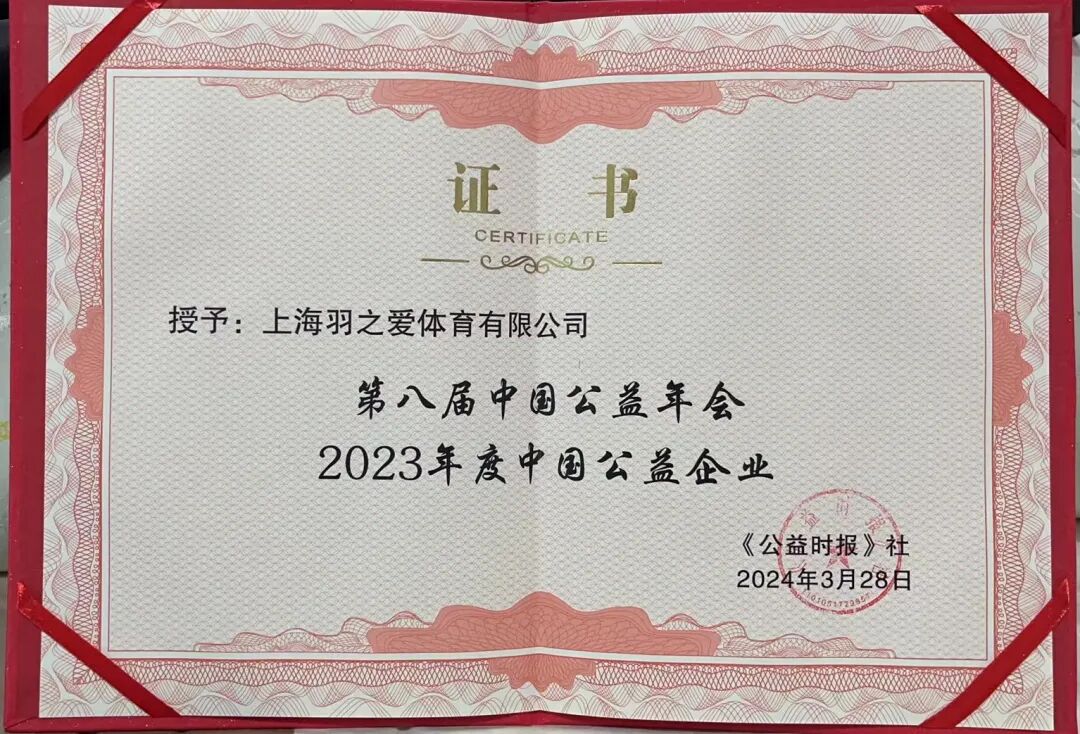 证 书
CERTIFICATE
授予：上海羽之爱体育有限公司
第八届中国公益年会
2023年度中国公益企业
《公益时报》社
2024年3月28日